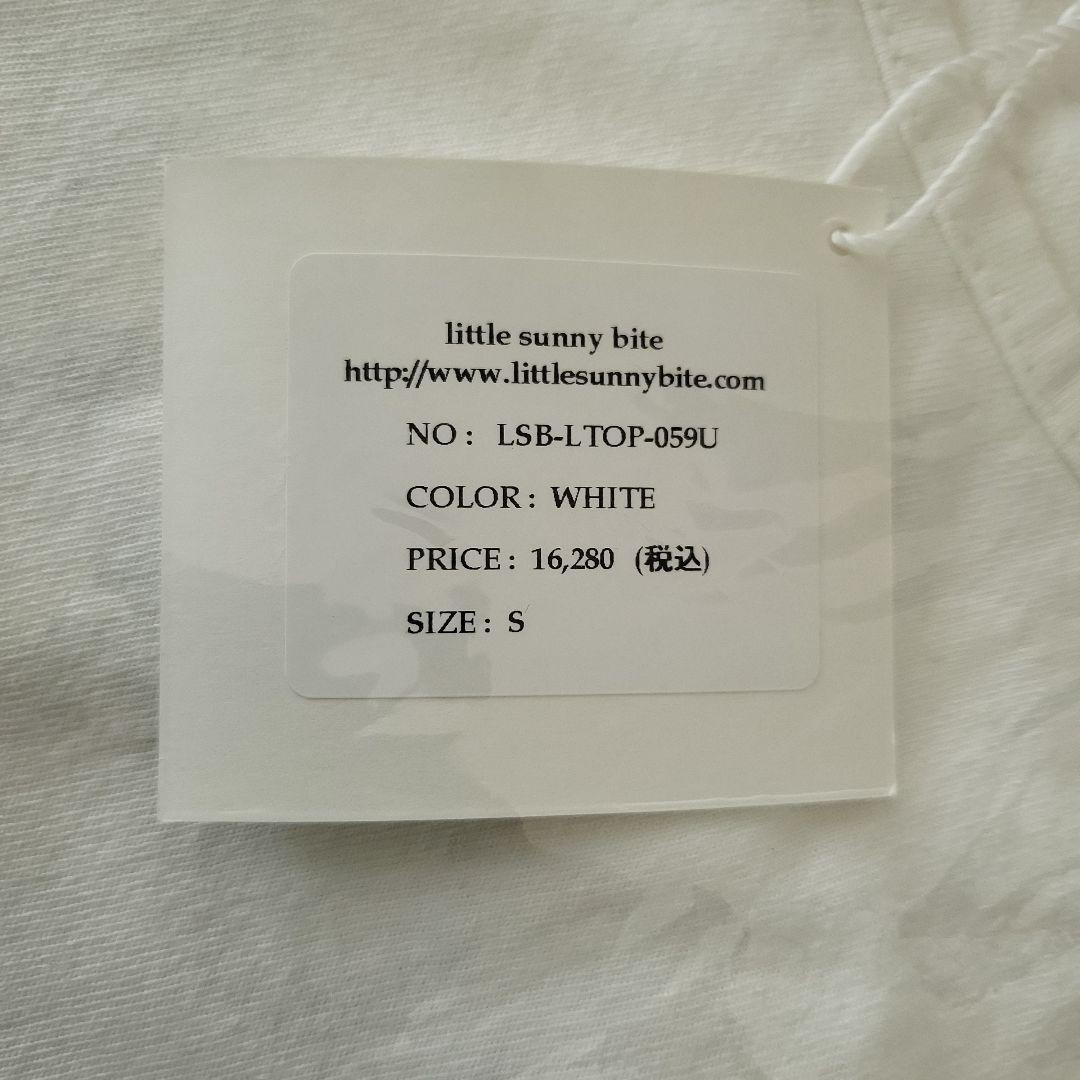 little sunny bite
http://www.littlesunnybite.com
NO : LSB-LTOP-059U
COLOR : WHITE
PRICE : 16,280 (税込)
SIZE : S